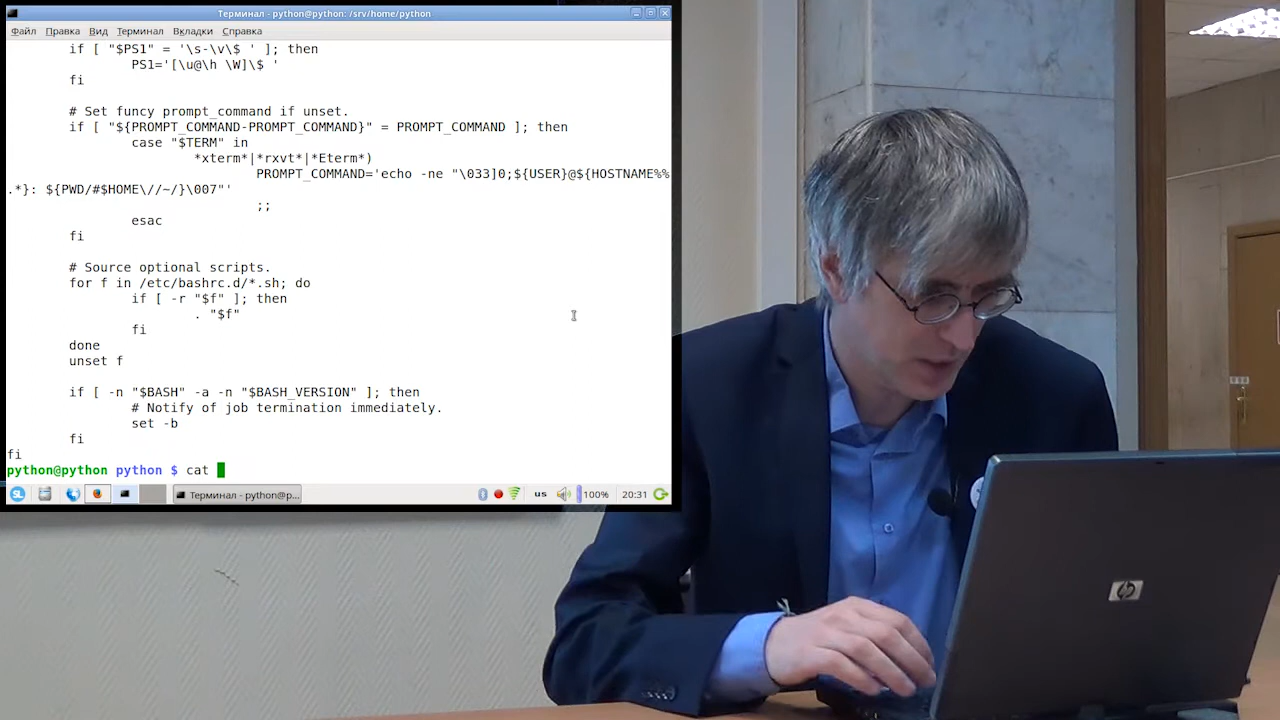 Терминал - python@python: /srv/home/python
Файл Правка Вид Терминал Вкладки Справка
if [ "$PS1" = '\s-\v\$ ' ]; then
PS1='[\u@\h \W]\$ '
fi
# Set funcy prompt_command if unset.
if [ "${PROMPT_COMMAND-PROMPT_COMMAND}" = PROMPT_COMMAND ]; then
case "$TERM" in
*xterm*|*rxvt*|*Eterm*)
PROMPT_COMMAND='echo -ne "\033]0;${USER}@${HOSTNAME%%
.*}: ${PWD/#$HOME\//~/}\007"'
;;
esac
fi
# Source optional scripts.
for f in /etc/bashrc.d/*.sh; do
if [ -r "$f" ]; then
. "$f"
fi
done
unset f
if [ -n "$BASH" -a -n "$BASH_VERSION" ]; then
# Notify of job termination immediately.
set -b
fi
fi
python@python python $ cat
SL Терминал - python@p... us 100% 20:31
hp